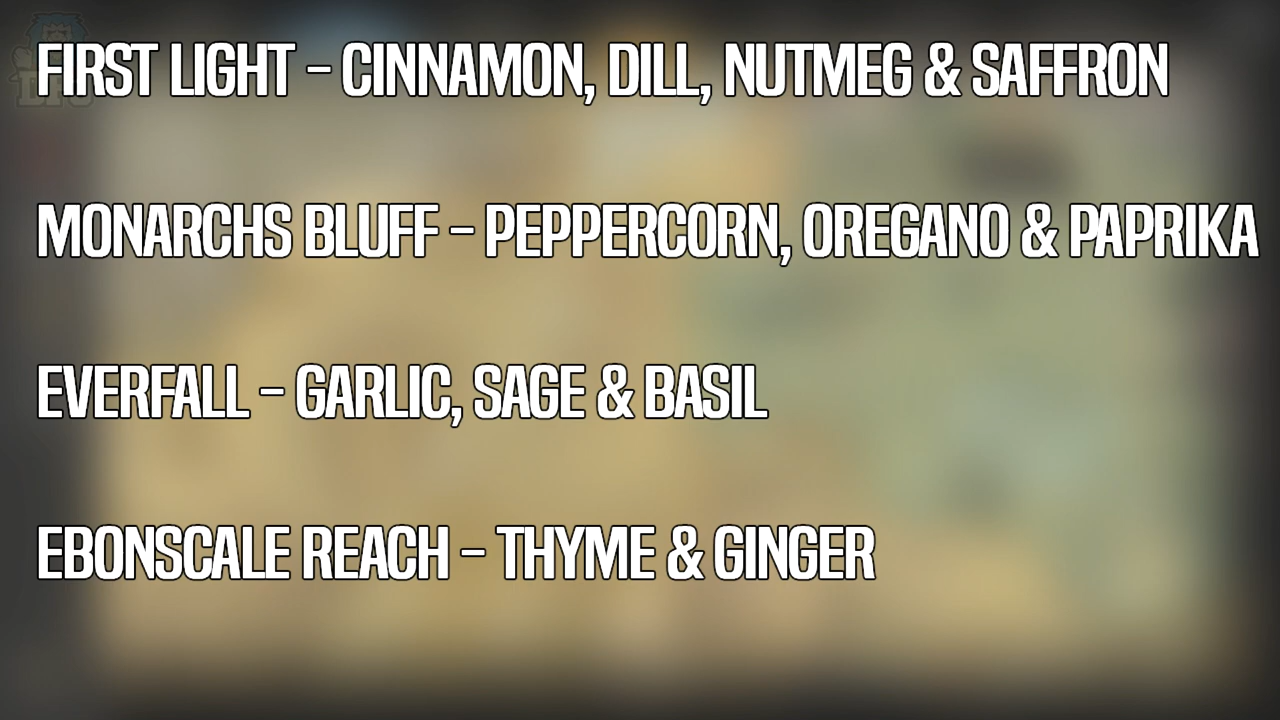 FIRST LIGHT – CINNAMON, DILL, NUTMEG & SAFFRON
MONARCHS BLUFF – PEPPERCORN, OREGANO & PAPRIKA
EVERFALL – GARLIC, SAGE & BASIL
EBONSCALE REACH – THYME & GINGER